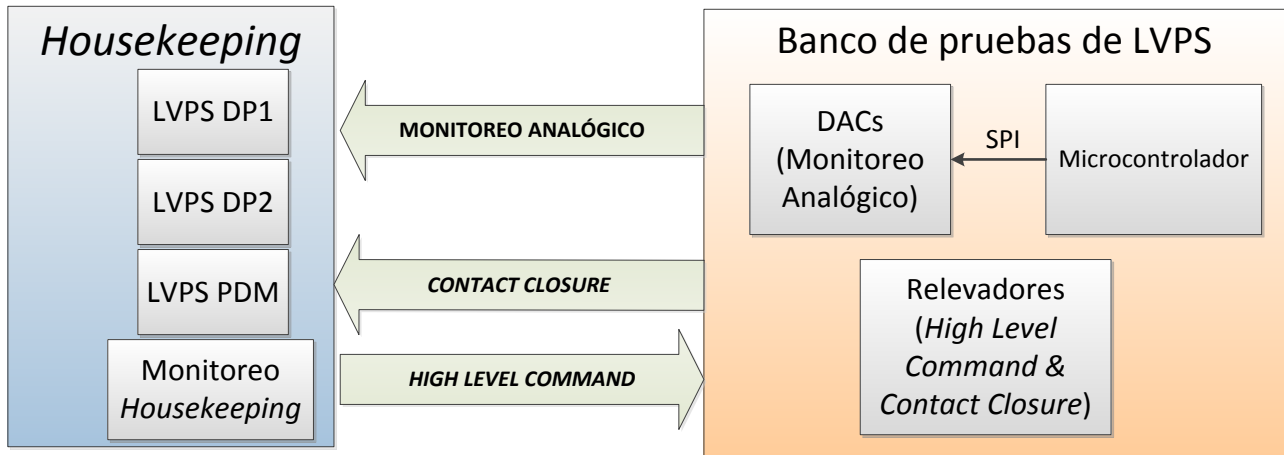 Housekeeping
LVPS DP1
LVPS DP2
LVPS PDM
Monitoreo
Housekeeping
MONITOREO ANALÓGICO
CONTACT CLOSURE
HIGH LEVEL COMMAND
Banco de pruebas de LVPS
DACs
(Monitoreo
Analógico)
SPI
Microcontrolador
Relevadores
(High Level
Command &
Contact Closure)